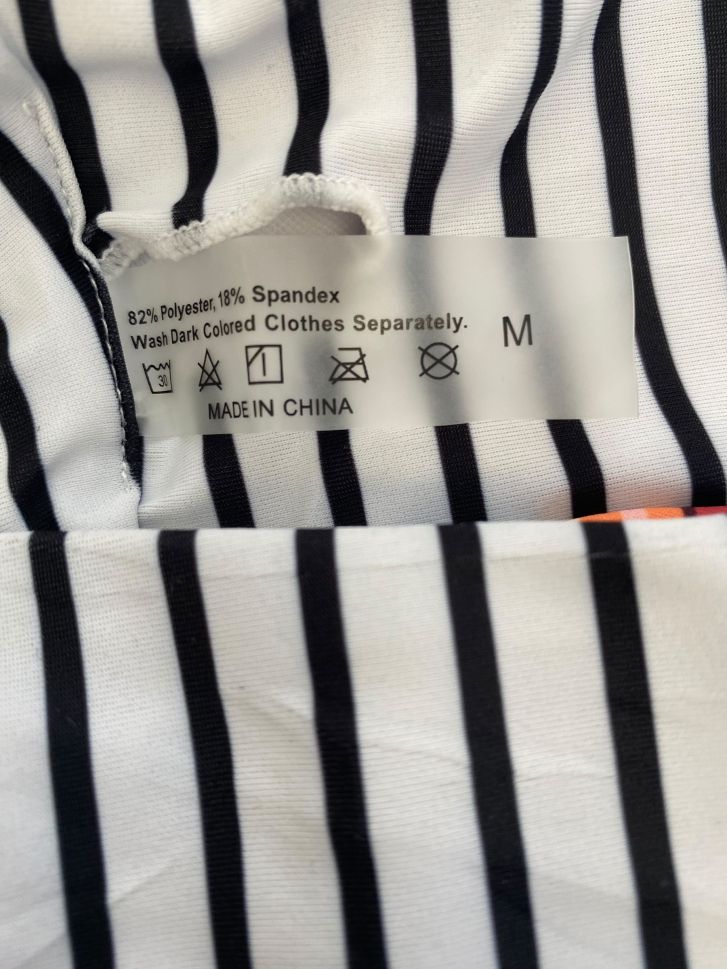 82% Polyester, 18% Spandex
Wash Dark Colored Clothes Separately.
M
30
MADE IN CHINA